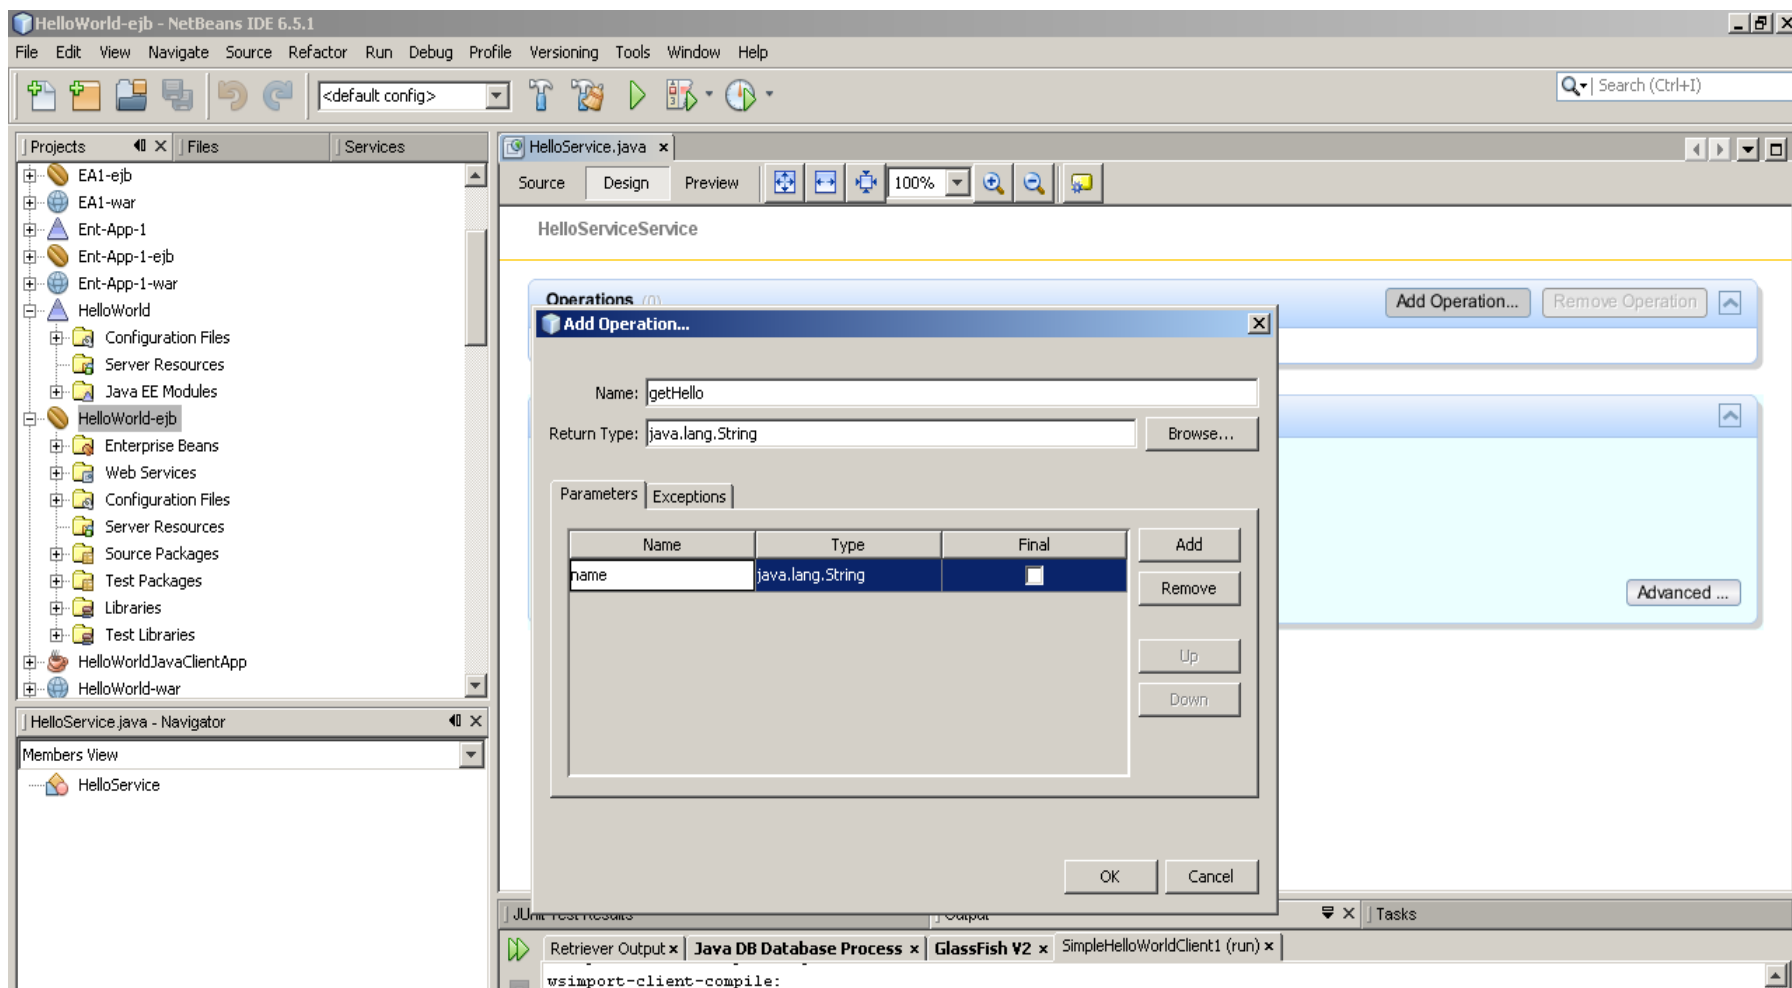 HelloWorld-ejb - NetBeans IDE 6.5.1
File Edit View Navigate Source Refactor Run Debug Profile Versioning Tools Window Help
<default config>
Search (Ctrl+I)
Projects Files Services
EA1-ejb
EA1-war
Ent-App-1
Ent-App-1-ejb
Ent-App-1-war
HelloWorld
Configuration Files
Server Resources
Java EE Modules
HelloWorld-ejb
Enterprise Beans
Web Services
Configuration Files
Server Resources
Source Packages
Test Packages
Libraries
Test Libraries
HelloWorldJavaClientApp
HelloWorld-war
HelloService.java - Navigator
Members View
HelloService
HelloService.java
Source Design Preview 100%
HelloServiceService
Operations (0) Add Operation... Remove Operation
Add Operation...
Name: getHello
Return Type: java.lang.String Browse...
Parameters Exceptions
Name Type Final Add
name java.lang.String
Remove
Advanced ...
Up
Down
OK Cancel
JUnit Test Results Output Tasks
Retriever Output Java DB Database Process GlassFish V2 SimpleHelloWorldClient1 (run)
wsimport-client-compile: